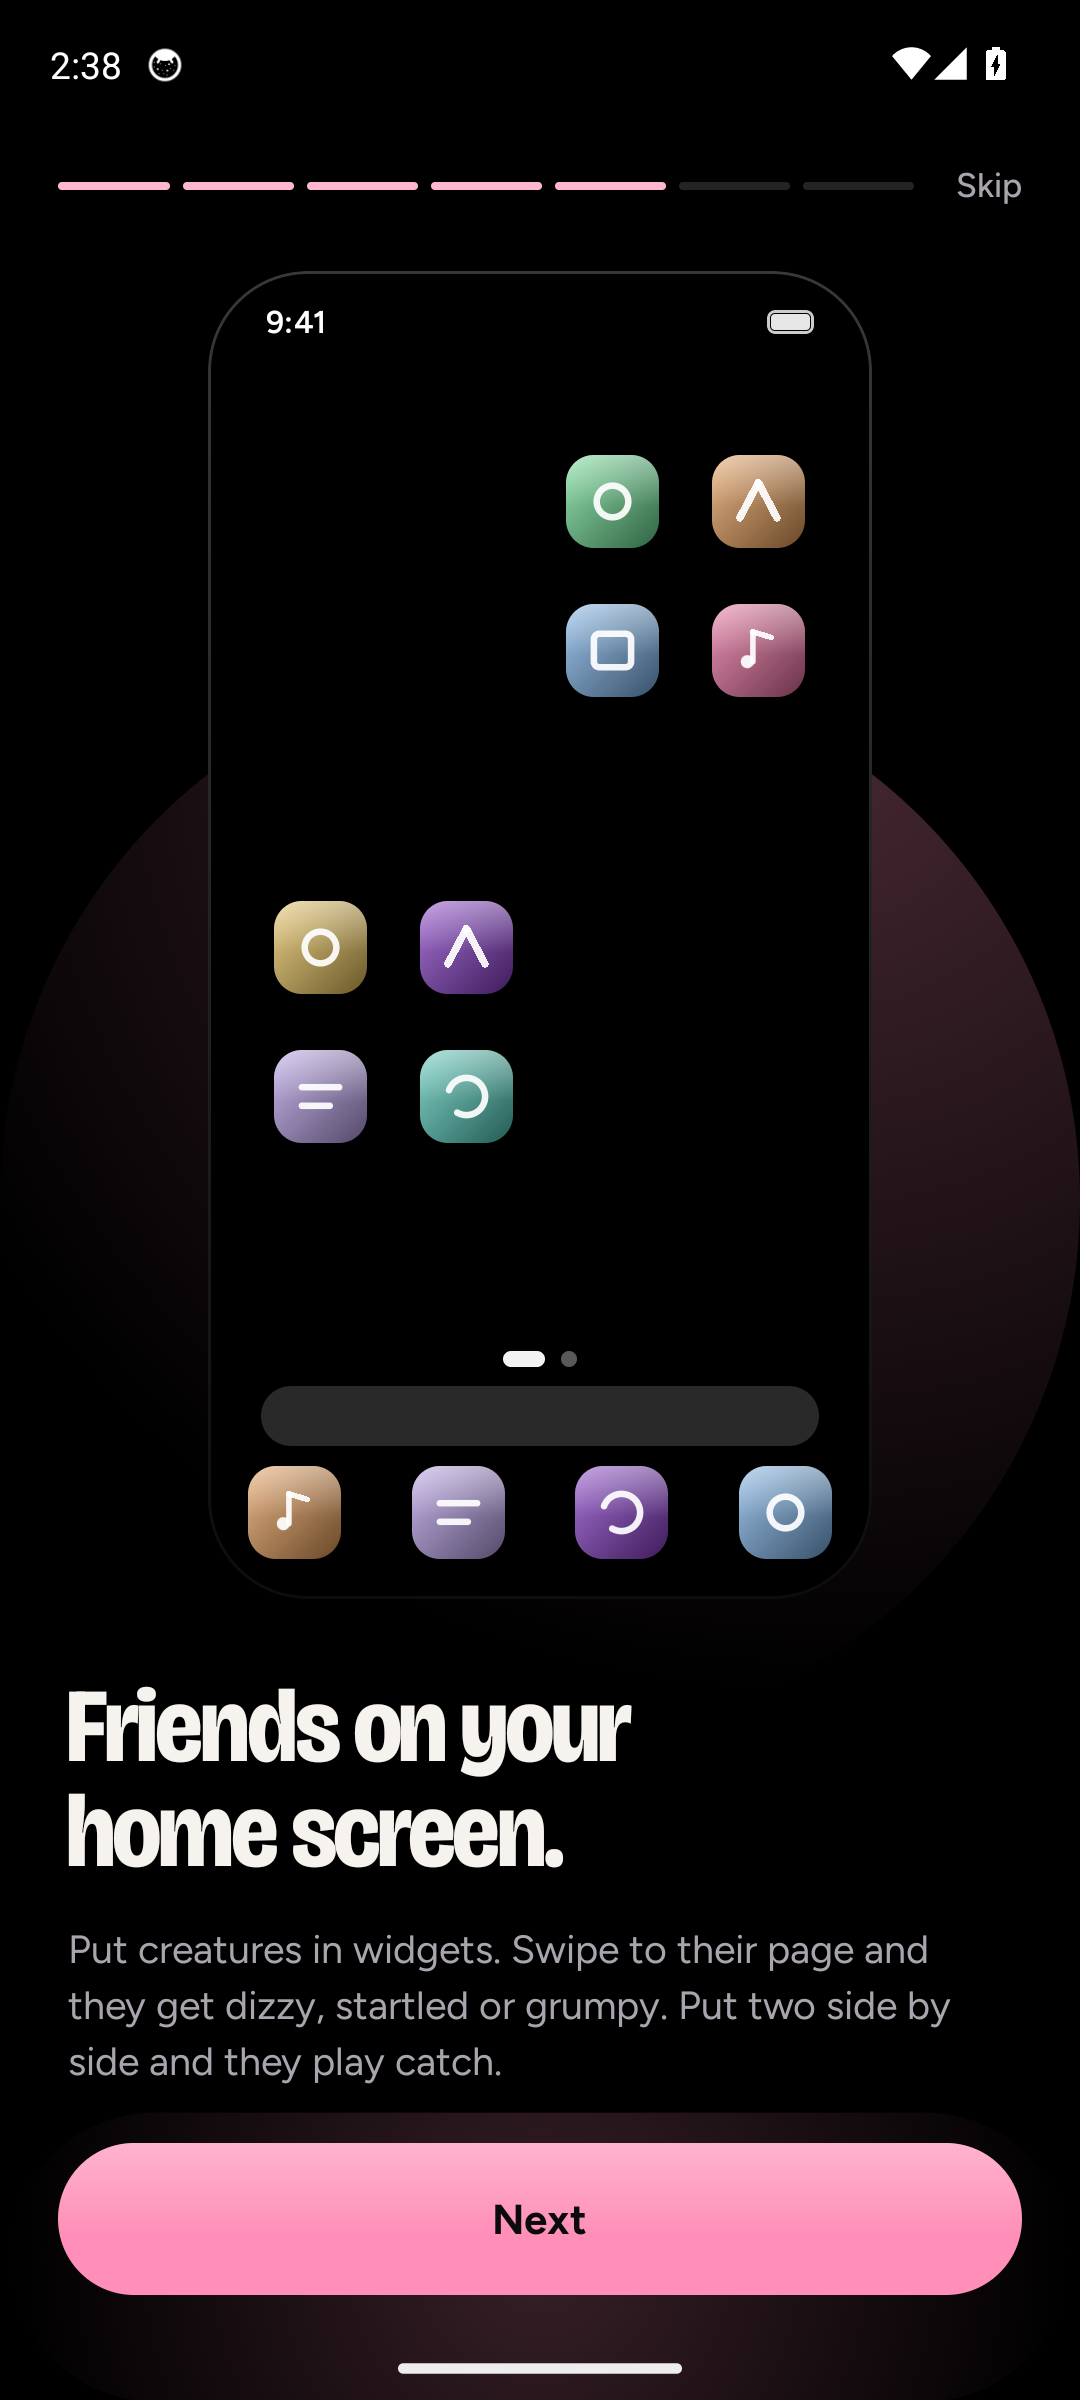 2:38
Skip
9:41
Friends on your
home screen.
Put creatures in widgets. Swipe to their page and
they get dizzy, startled or grumpy. Put two side by
side and they play catch.
Next